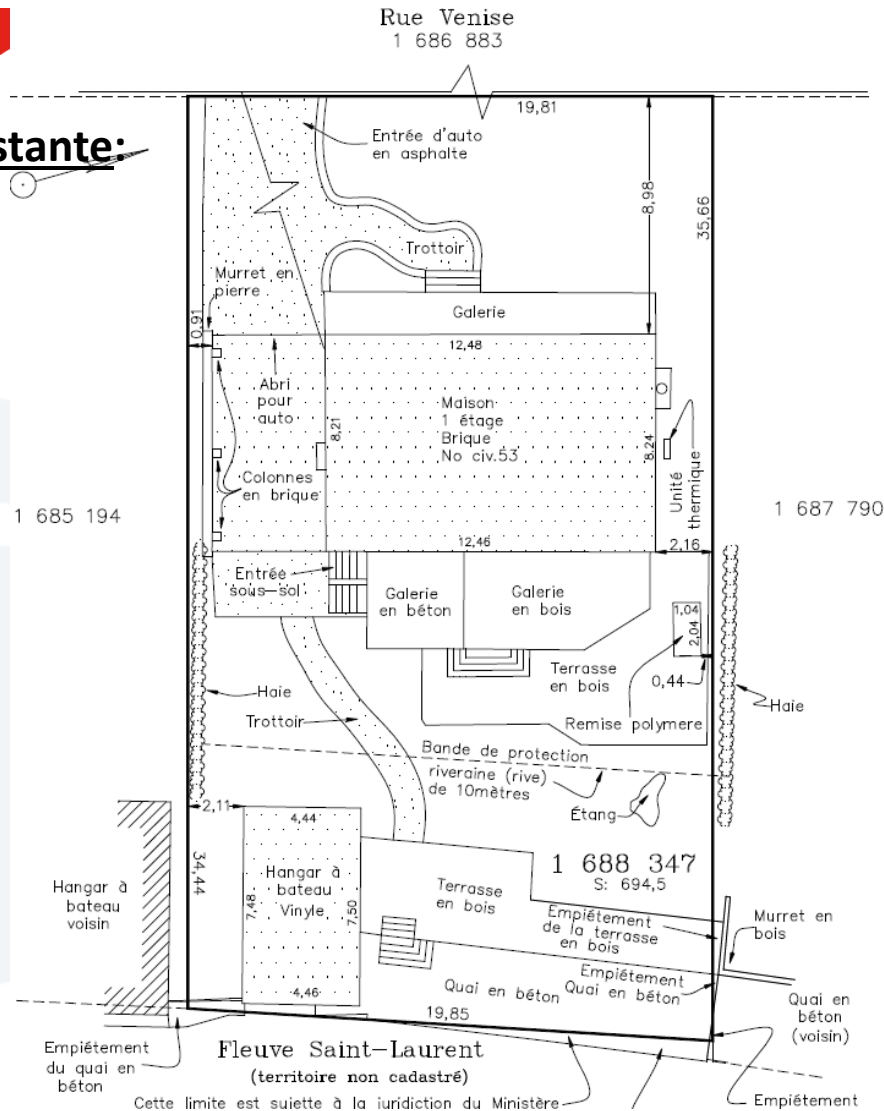 Rue Venise
1 686 883
stante:
19,81
Entrée d'auto
en asphalte
8,98
35,66
Trottoir
Murret en
pierre
0,91
Galerie
12,48
Abri
pour
auto
8,21
Maison
1 étage
Brique
No civ.53
8,24
Unité
thermique
Colonnes
en brique
1 685 194
1 687 790
12,46
2,16
Entrée
sous-sol
Galerie
en béton
Galerie
en bois
1,04
2,04
Terrasse
en bois
0,44
Haie
Haie
Trottoir
Remise polymere
Bande de protection
riveraine (rive)
de 10mètres
Étang
2,11
4,44
34,44
1 688 347
S: 694,5
Hangar à
bateau
voisin
Hangar à
bateau
Vinyle
7,48
7,50
Terrasse
en bois
Empiétement
de la terrasse
en bois
Murret en
bois
Empiétement
Quai en béton
Quai en béton
4,46
19,85
Quai en
béton
(voisin)
Empiétement
du quai en
béton
Fleuve Saint-Laurent
(territoire non cadastré)
Cette limite est sujette à la juridiction du Ministère
Empiétement